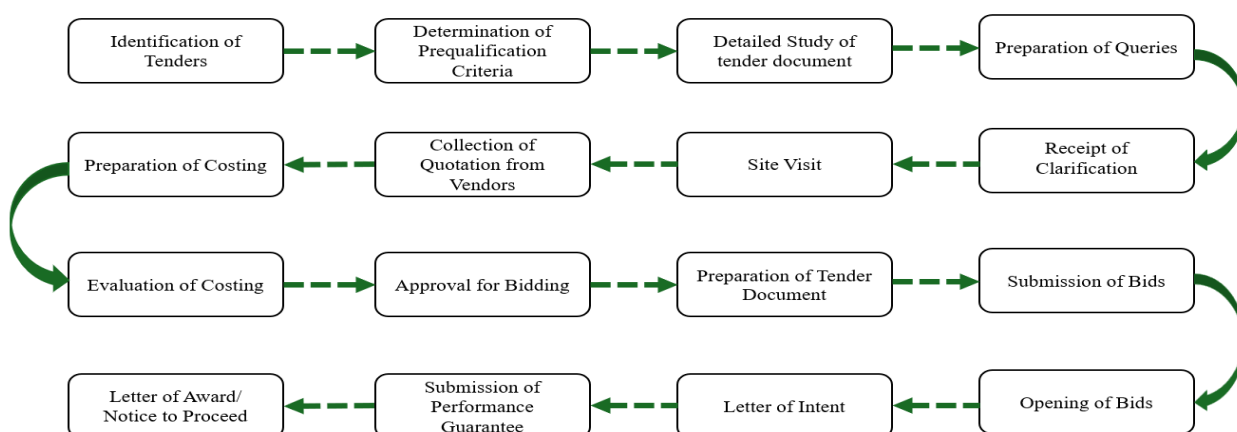 Identification of
Tenders
Determination of
Prequalification
Criteria
Detailed Study of
tender document
Preparation of Queries
Receipt of
Clarification
Site Visit
Collection of
Quotation from
Vendors
Preparation of Costing
Evaluation of Costing
Approval for Bidding
Preparation of Tender
Document
Submission of Bids
Opening of Bids
Letter of Intent
Submission of
Performance
Guarantee
Letter of Award/
Notice to Proceed